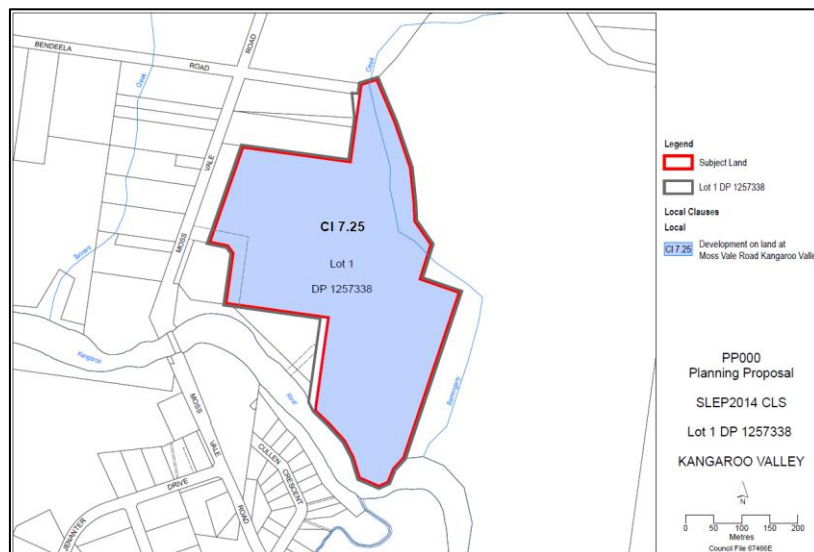 BENDEELA
ROAD
ROAD
Creek
Creek
VALE
MOSS
Cl 7.25
Lot 1
DP 1257338
Kangaroo
River
MOSS
VALE
ROAD
CULLEN
CRESCENT
DRIVE
Barrengarry
Legend
Subject Land
Lot 1 DP 1257338
Local Clauses
Local
Cl 7.25 Development on land at
Moss Vale Road Kangaroo Valle
PP000
Planning Proposal
SLEP2014 CLS
Lot 1 DP 1257338
KANGAROO VALLEY
N
0 50 100 150 200
Metres
Council File 67466E